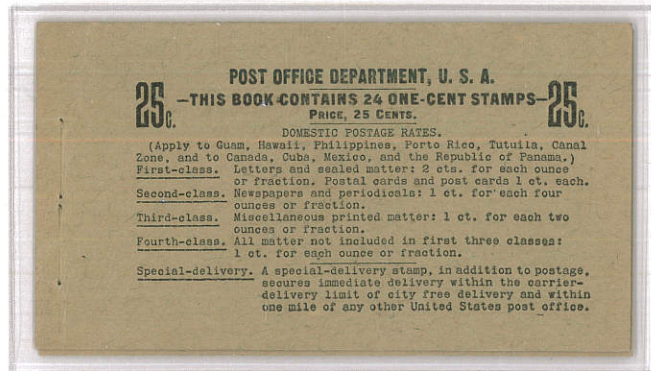 POST OFFICE DEPARTMENT, U. S. A.
25c. —THIS BOOK CONTAINS 24 ONE-CENT STAMPS— 25c.
PRICE, 25 CENTS.
DOMESTIC POSTAGE RATES.
(Apply to Guam, Hawaii, Philippines, Porto Rico, Tutuila, Canal
Zone, and to Canada, Cuba, Mexico, and the Republic of Panama.)
First-class. Letters and sealed matter: 2 cts. for each ounce
or fraction. Postal cards and post cards 1 ct. each.
Second-class. Newspapers and periodicals: 1 ct. for each four
ounces or fraction.
Third-class. Miscellaneous printed matter: 1 ct. for each two
ounces or fraction.
Fourth-class. All matter not included in first three classes:
1 ct. for each ounce or fraction.
Special-delivery. A special-delivery stamp, in addition to postage,
secures immediate delivery within the carrier-
delivery limit of city free delivery and within
one mile of any other United States post office.